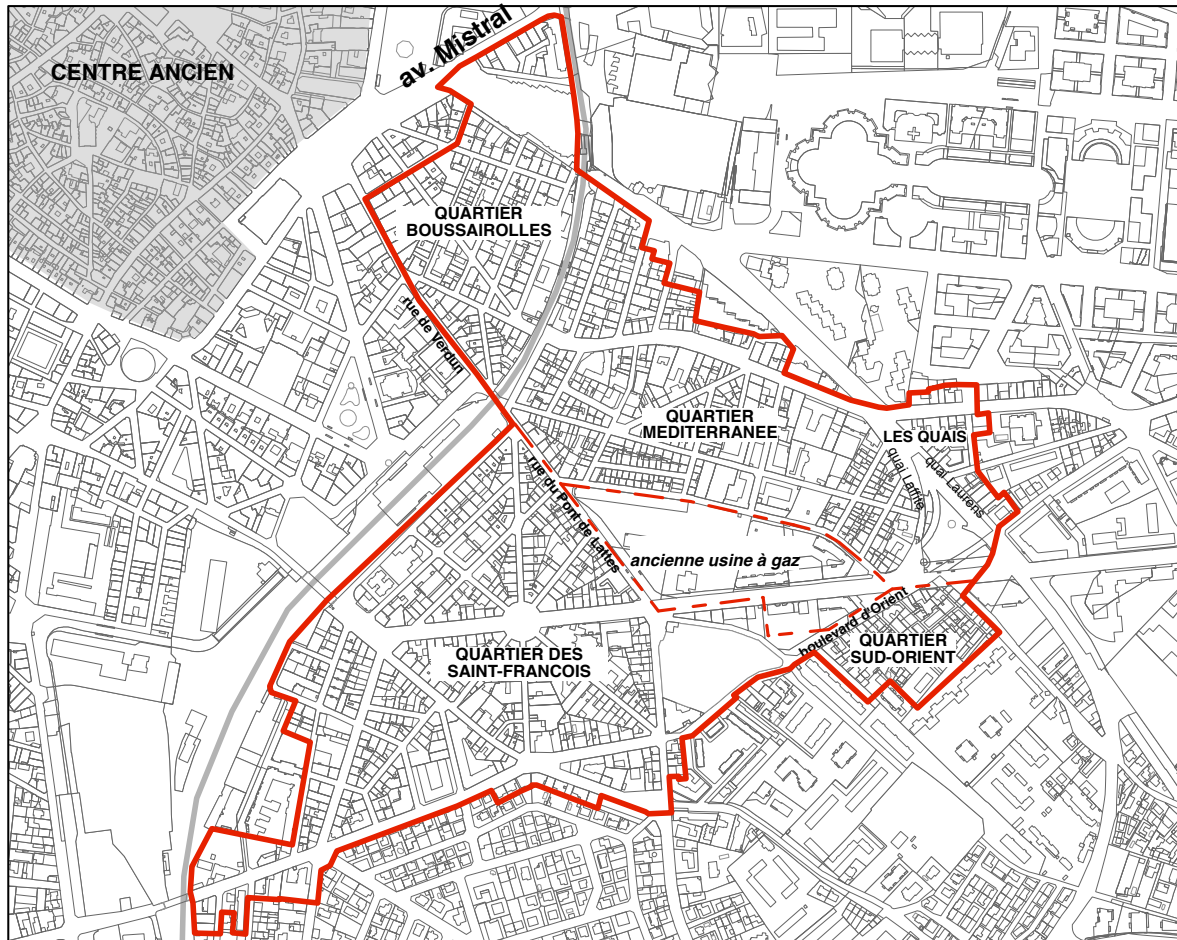 av. Mistral
CENTRE ANCIEN
QUARTIER
BOUSSAIROLLES
rue de Verdun
QUARTIER
MEDITERRANEE
LES QUAIS
quai Laffite
quai Laurens
rue du Pont de Lattes
ancienne usine à gaz
boulevard d'Orient
QUARTIER
SUD-ORIENT
QUARTIER DES
SAINT-FRANCOIS